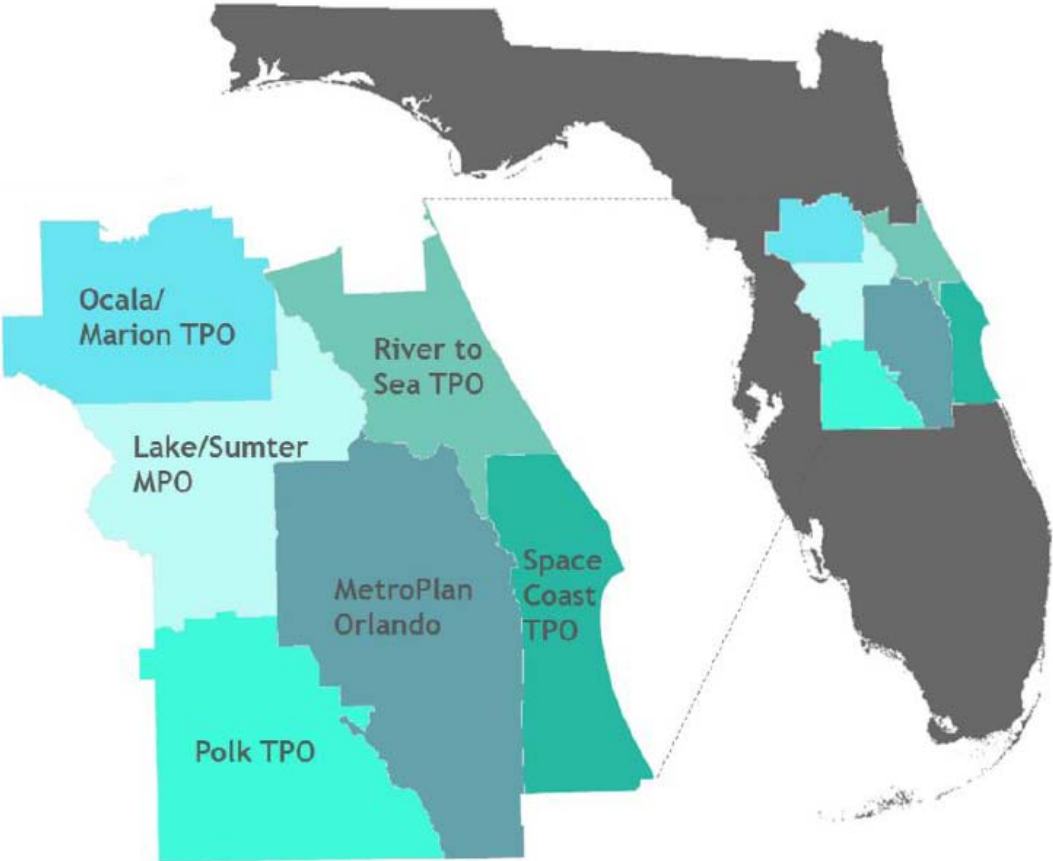 Ocala/
Marion TPO
River to
Sea TPO
Lake/Sumter
MPO
Space
Coast
TPO
MetroPlan
Orlando
Polk TPO